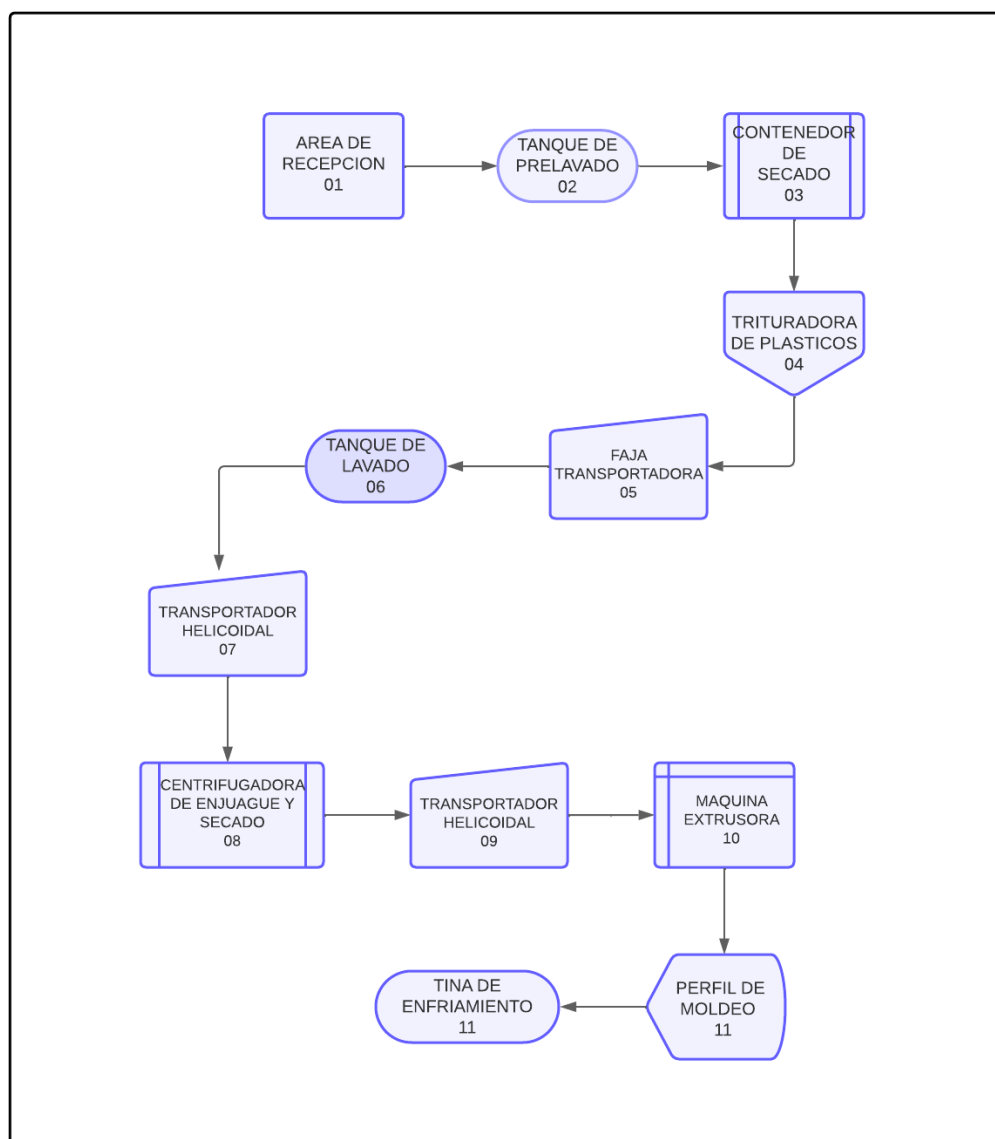 AREA DE
RECEPCION
01
TANQUE DE
PRELAVADO
02
CONTENEDOR
DE
SECADO
03
TRITURADORA
DE PLASTICOS
04
FAJA
TRANSPORTADORA
05
TANQUE DE
LAVADO
06
TRANSPORTADOR
HELICOIDAL
07
CENTRIFUGADORA
DE ENJUAGUE Y
SECADO
08
TRANSPORTADOR
HELICOIDAL
09
MAQUINA
EXTRUSORA
10
PERFIL DE
MOLDEO
11
TINA DE
ENFRIAMIENTO
11